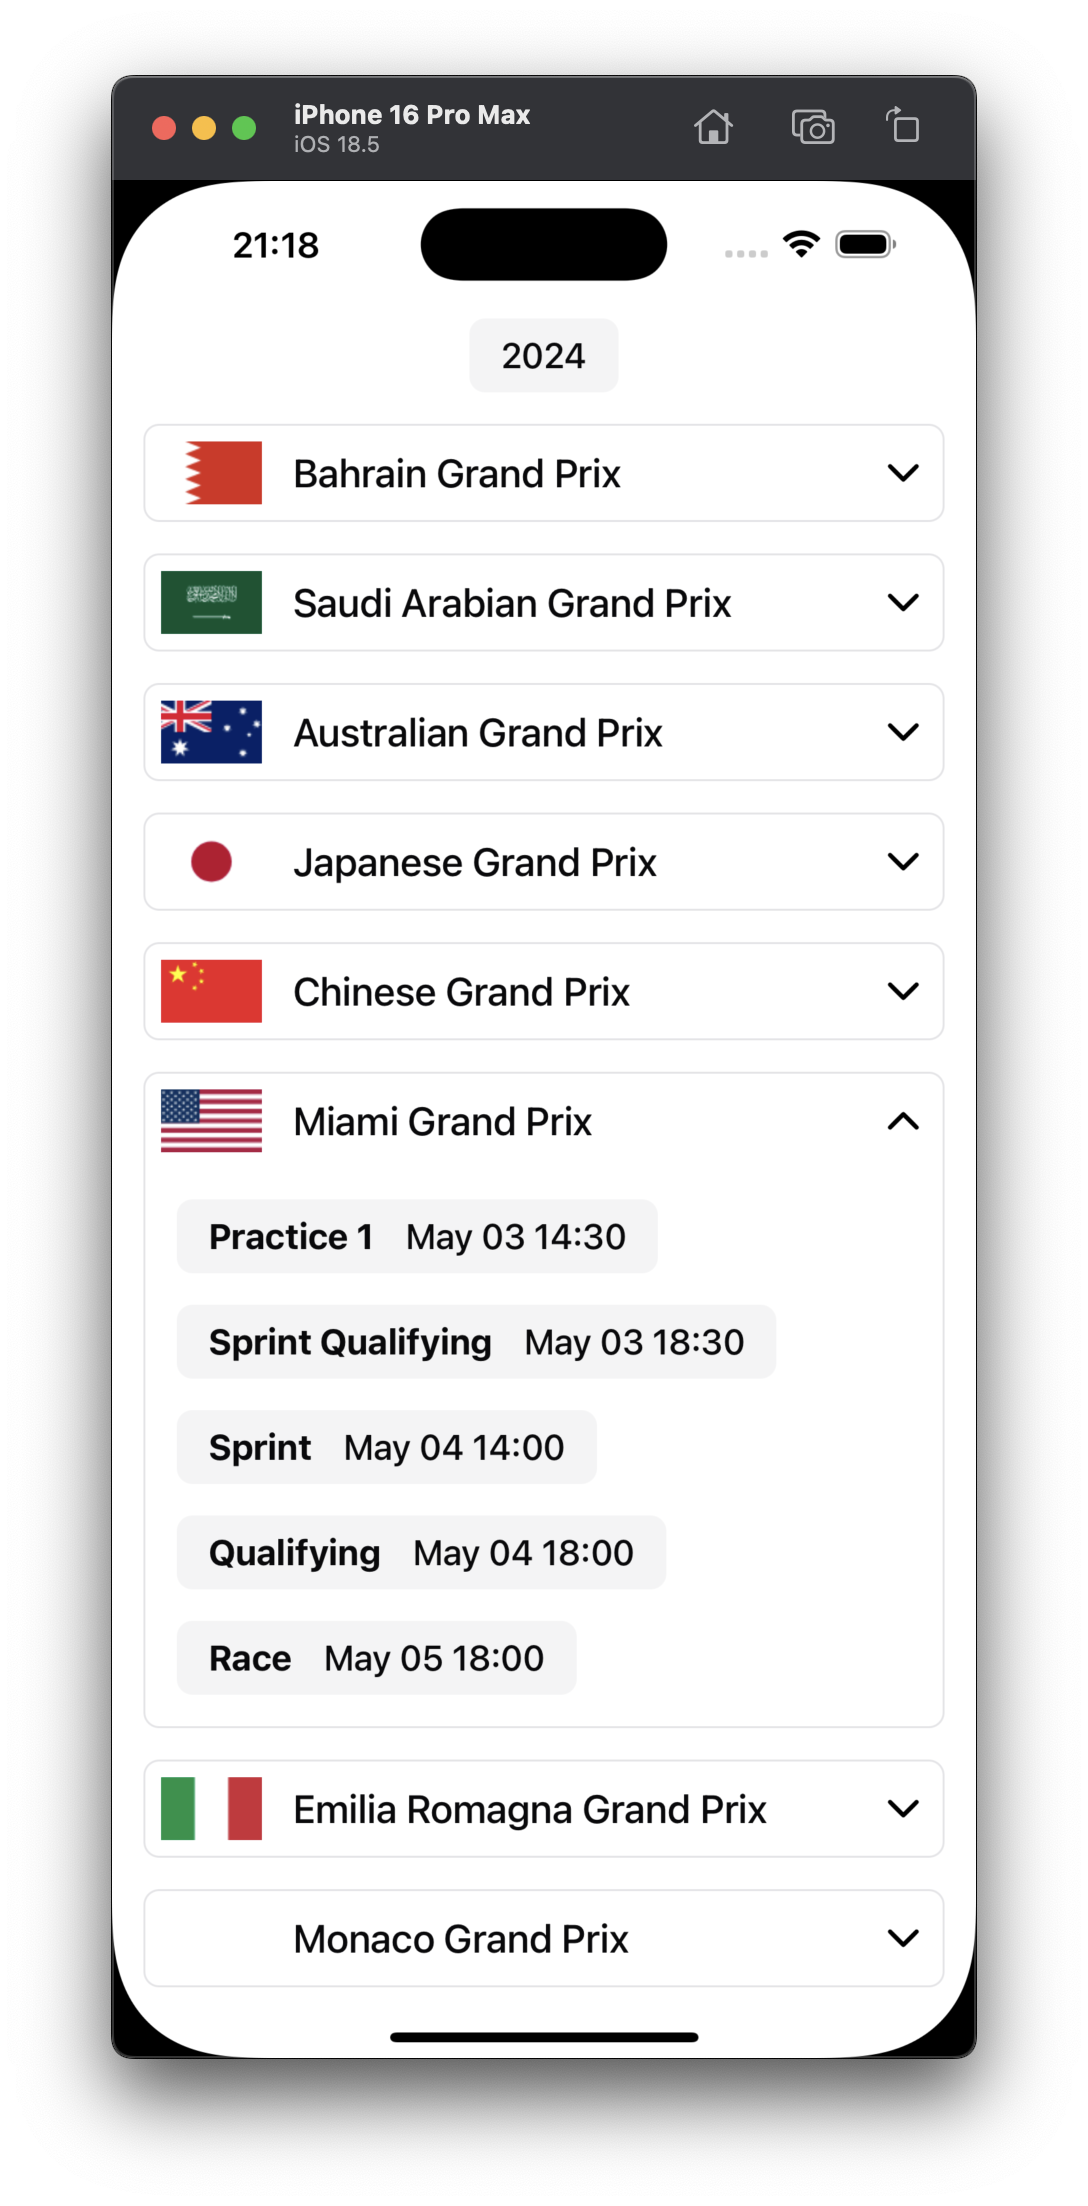 iPhone 16 Pro Max
iOS 18.5
21:18
2024
Bahrain Grand Prix
Saudi Arabian Grand Prix
Australian Grand Prix
Japanese Grand Prix
Chinese Grand Prix
Miami Grand Prix
Practice 1 May 03 14:30
Sprint Qualifying May 03 18:30
Sprint May 04 14:00
Qualifying May 04 18:00
Race May 05 18:00
Emilia Romagna Grand Prix
Monaco Grand Prix